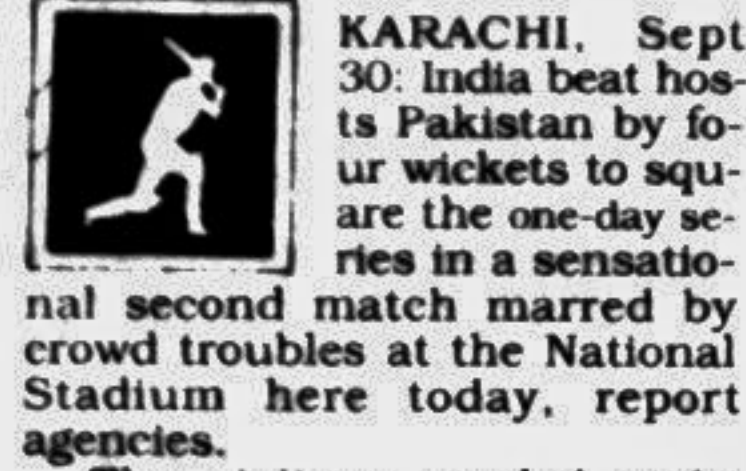 KARACHI, Sept
30: India beat hos-
ts Pakistan by fo-
ur wickets to squ-
are the one-day se-
ries in a sensatio-
nal second match marred by
crowd troubles at the National
Stadium here today, report
agencies.